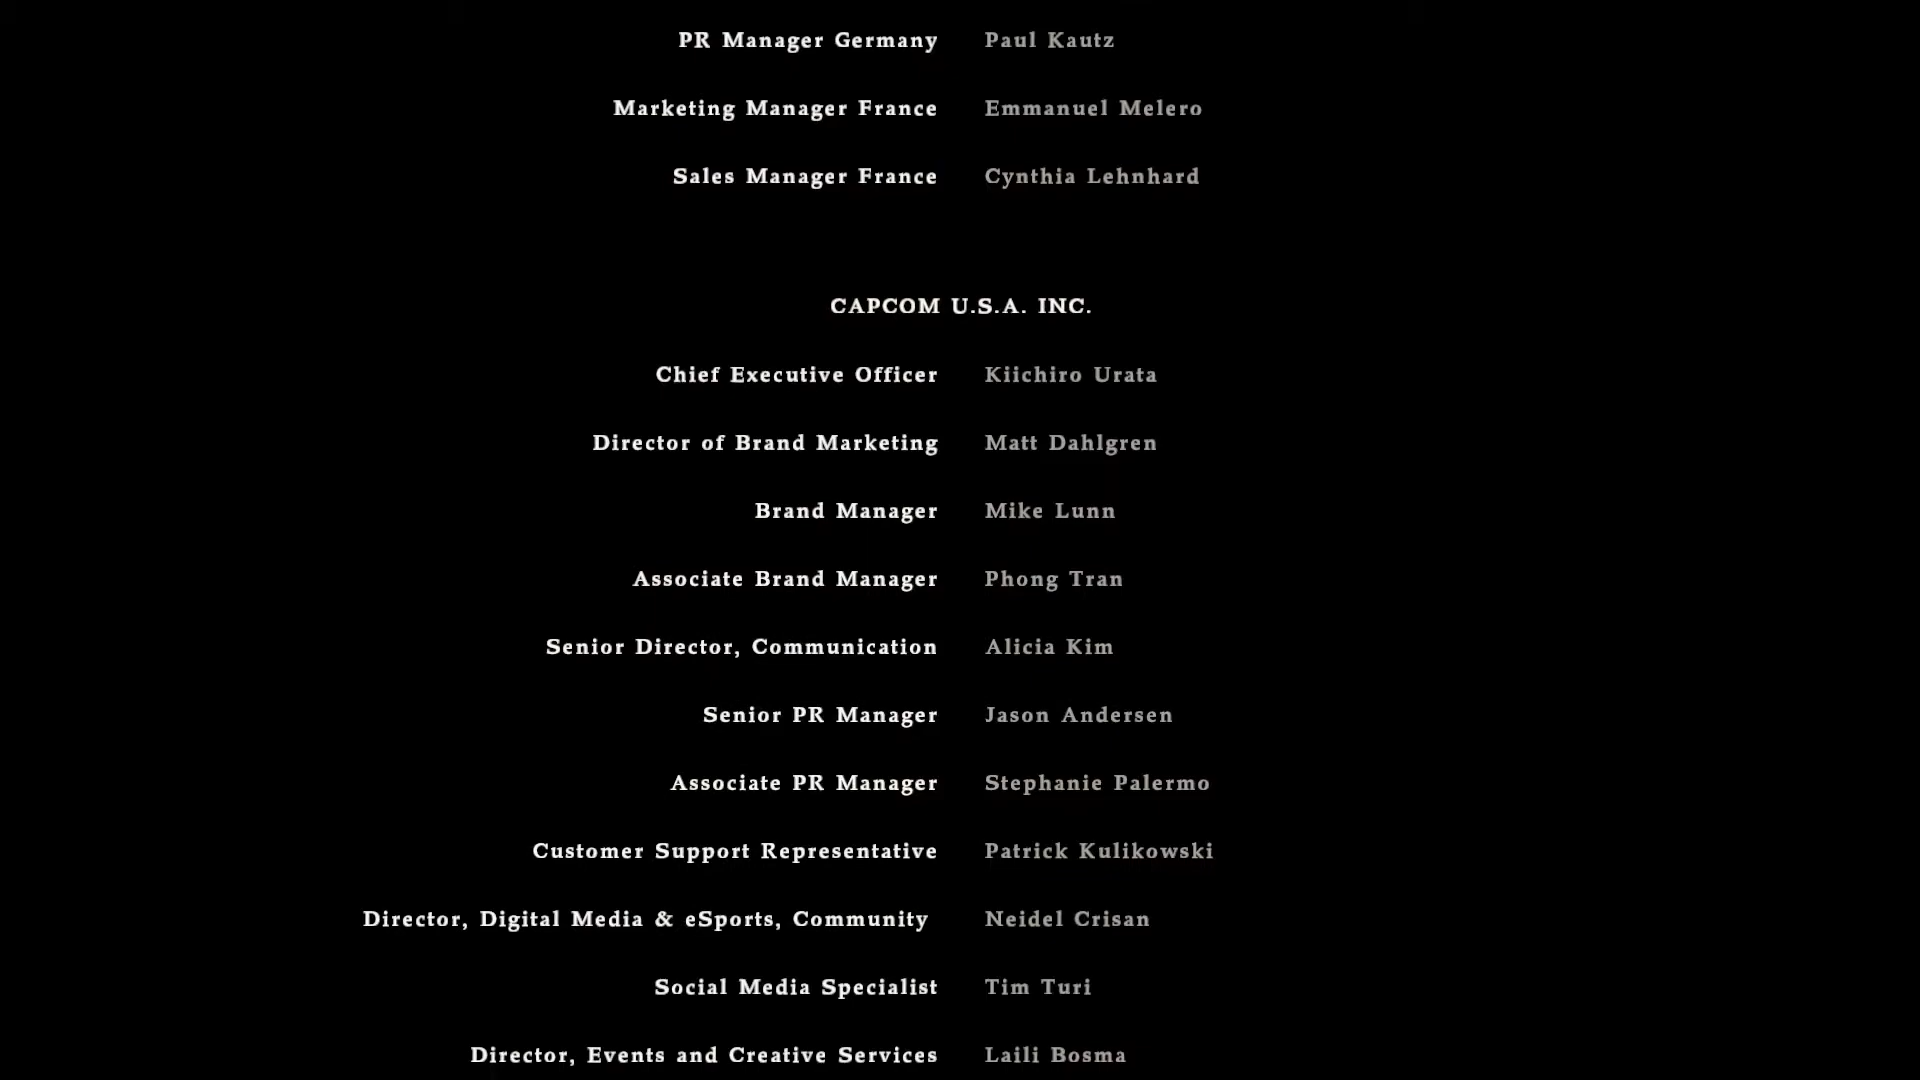 PR Manager Germany Paul Kautz
Marketing Manager France Emmanuel Melero
Sales Manager France Cynthia Lehnhard
CAPCOM U.S.A. INC.
Chief Executive Officer Kiichiro Urata
Director of Brand Marketing Matt Dahlgren
Brand Manager Mike Lunn
Associate Brand Manager Phong Tran
Senior Director, Communication Alicia Kim
Senior PR Manager Jason Andersen
Associate PR Manager Stephanie Palermo
Customer Support Representative Patrick Kulikowski
Director, Digital Media & eSports, Community Neidel Crisan
Social Media Specialist Tim Turi
Director, Events and Creative Services Laili Bosma